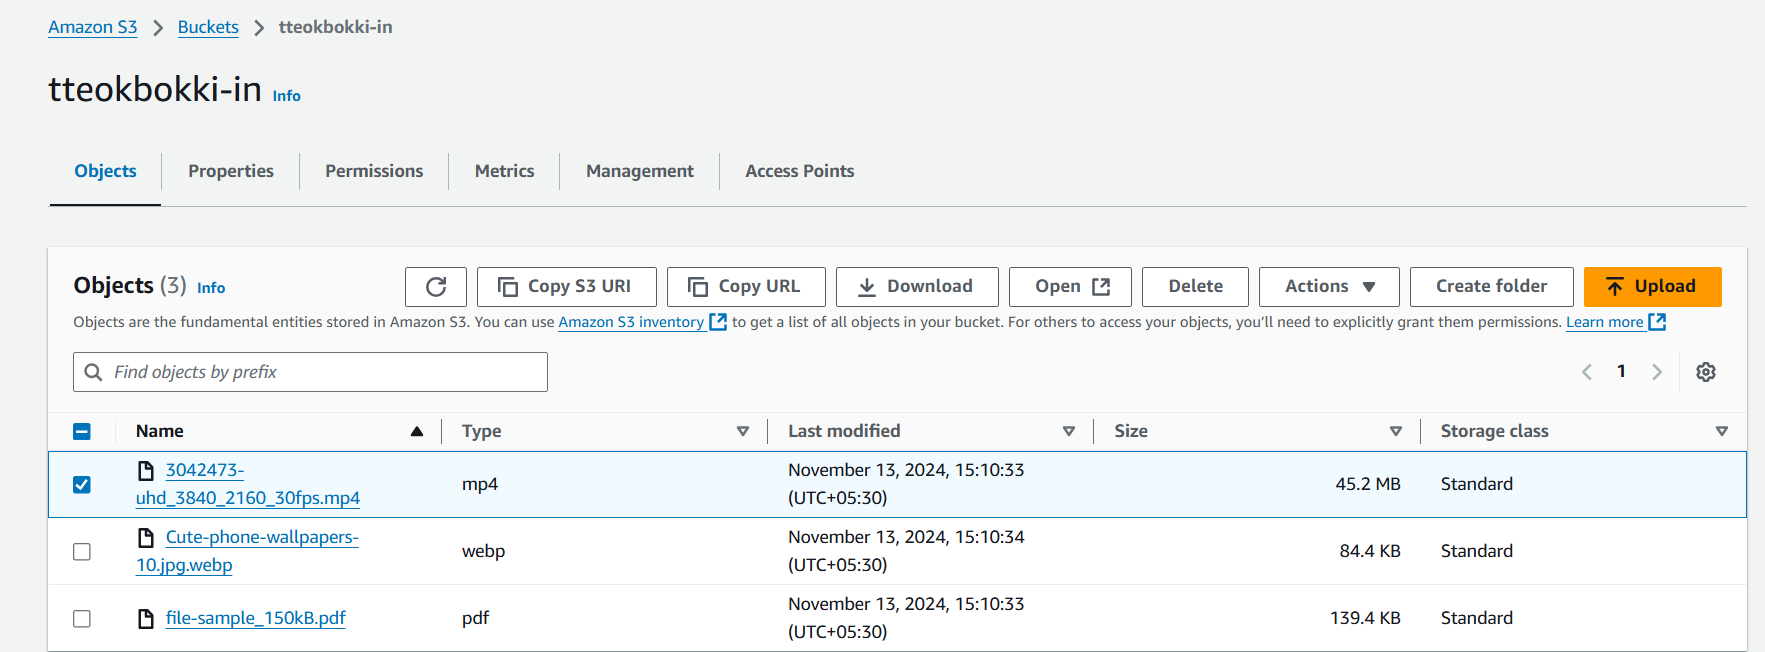 Amazon S3 > Buckets > tteokbokki-in
tteokbokki-in Info
Objects Properties Permissions Metrics Management Access Points
Objects (3) Info Copy S3 URI Copy URL Download Open Delete Actions Create folder Upload
Objects are the fundamental entities stored in Amazon S3. You can use Amazon S3 inventory to get a list of all objects in your bucket. For others to access your objects, you'll need to explicitly grant them permissions. Learn more
Find objects by prefix 1
Name Type Last modified Size Storage class
3042473-
uhd_3840_2160_30fps.mp4
mp4
November 13, 2024, 15:10:33
(UTC+05:30)
45.2 MB
Standard
Cute-phone-wallpapers-
10.jpg.webp
webp
November 13, 2024, 15:10:34
(UTC+05:30)
84.4 KB
Standard
file-sample_150kB.pdf
pdf
November 13, 2024, 15:10:33
(UTC+05:30)
139.4 KB
Standard